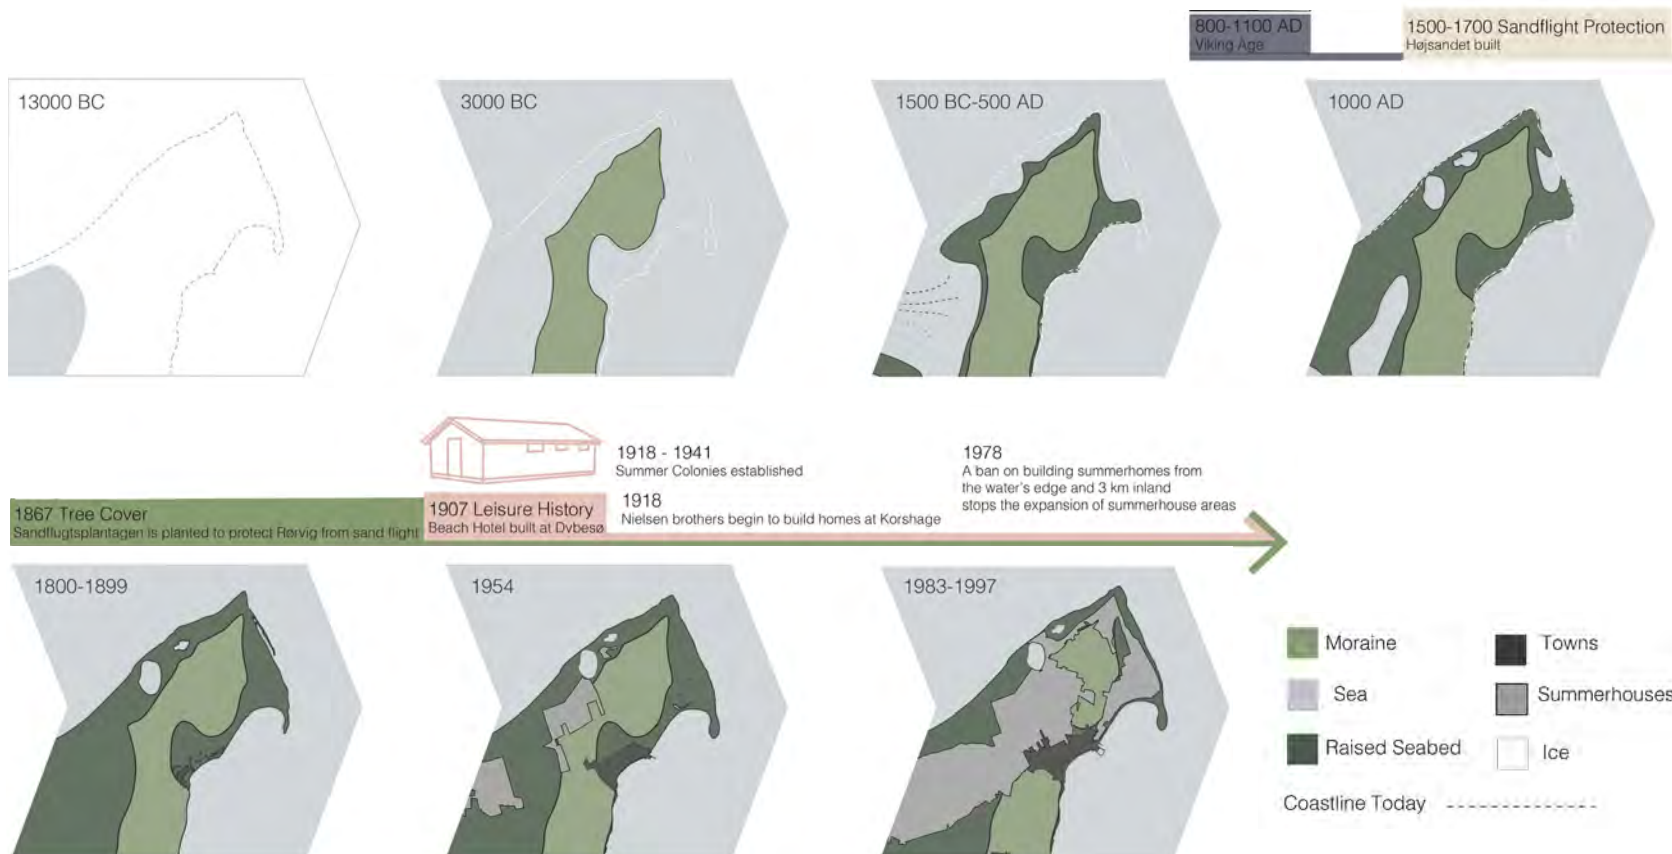 800-1100 AD
Viking Age
1500-1700 Sandflight Protection
Højsandet built
13000 BC
3000 BC
1500 BC-500 AD
1000 AD
1918 - 1941
Summer Colonies established
1978
A ban on building summerhomes from
the water's edge and 3 km inland
stops the expansion of summerhouse areas
1867 Tree Cover
Sandflugtsplantagen is planted to protect Rørvig from sand flight
1907 Leisure History
Beach Hotel built at Dybesø
1918
Nielsen brothers begin to build homes at Korshage
1800-1899
1954
1983-1997
Moraine
Towns
Sea
Summerhouses
Raised Seabed
Ice
Coastline Today